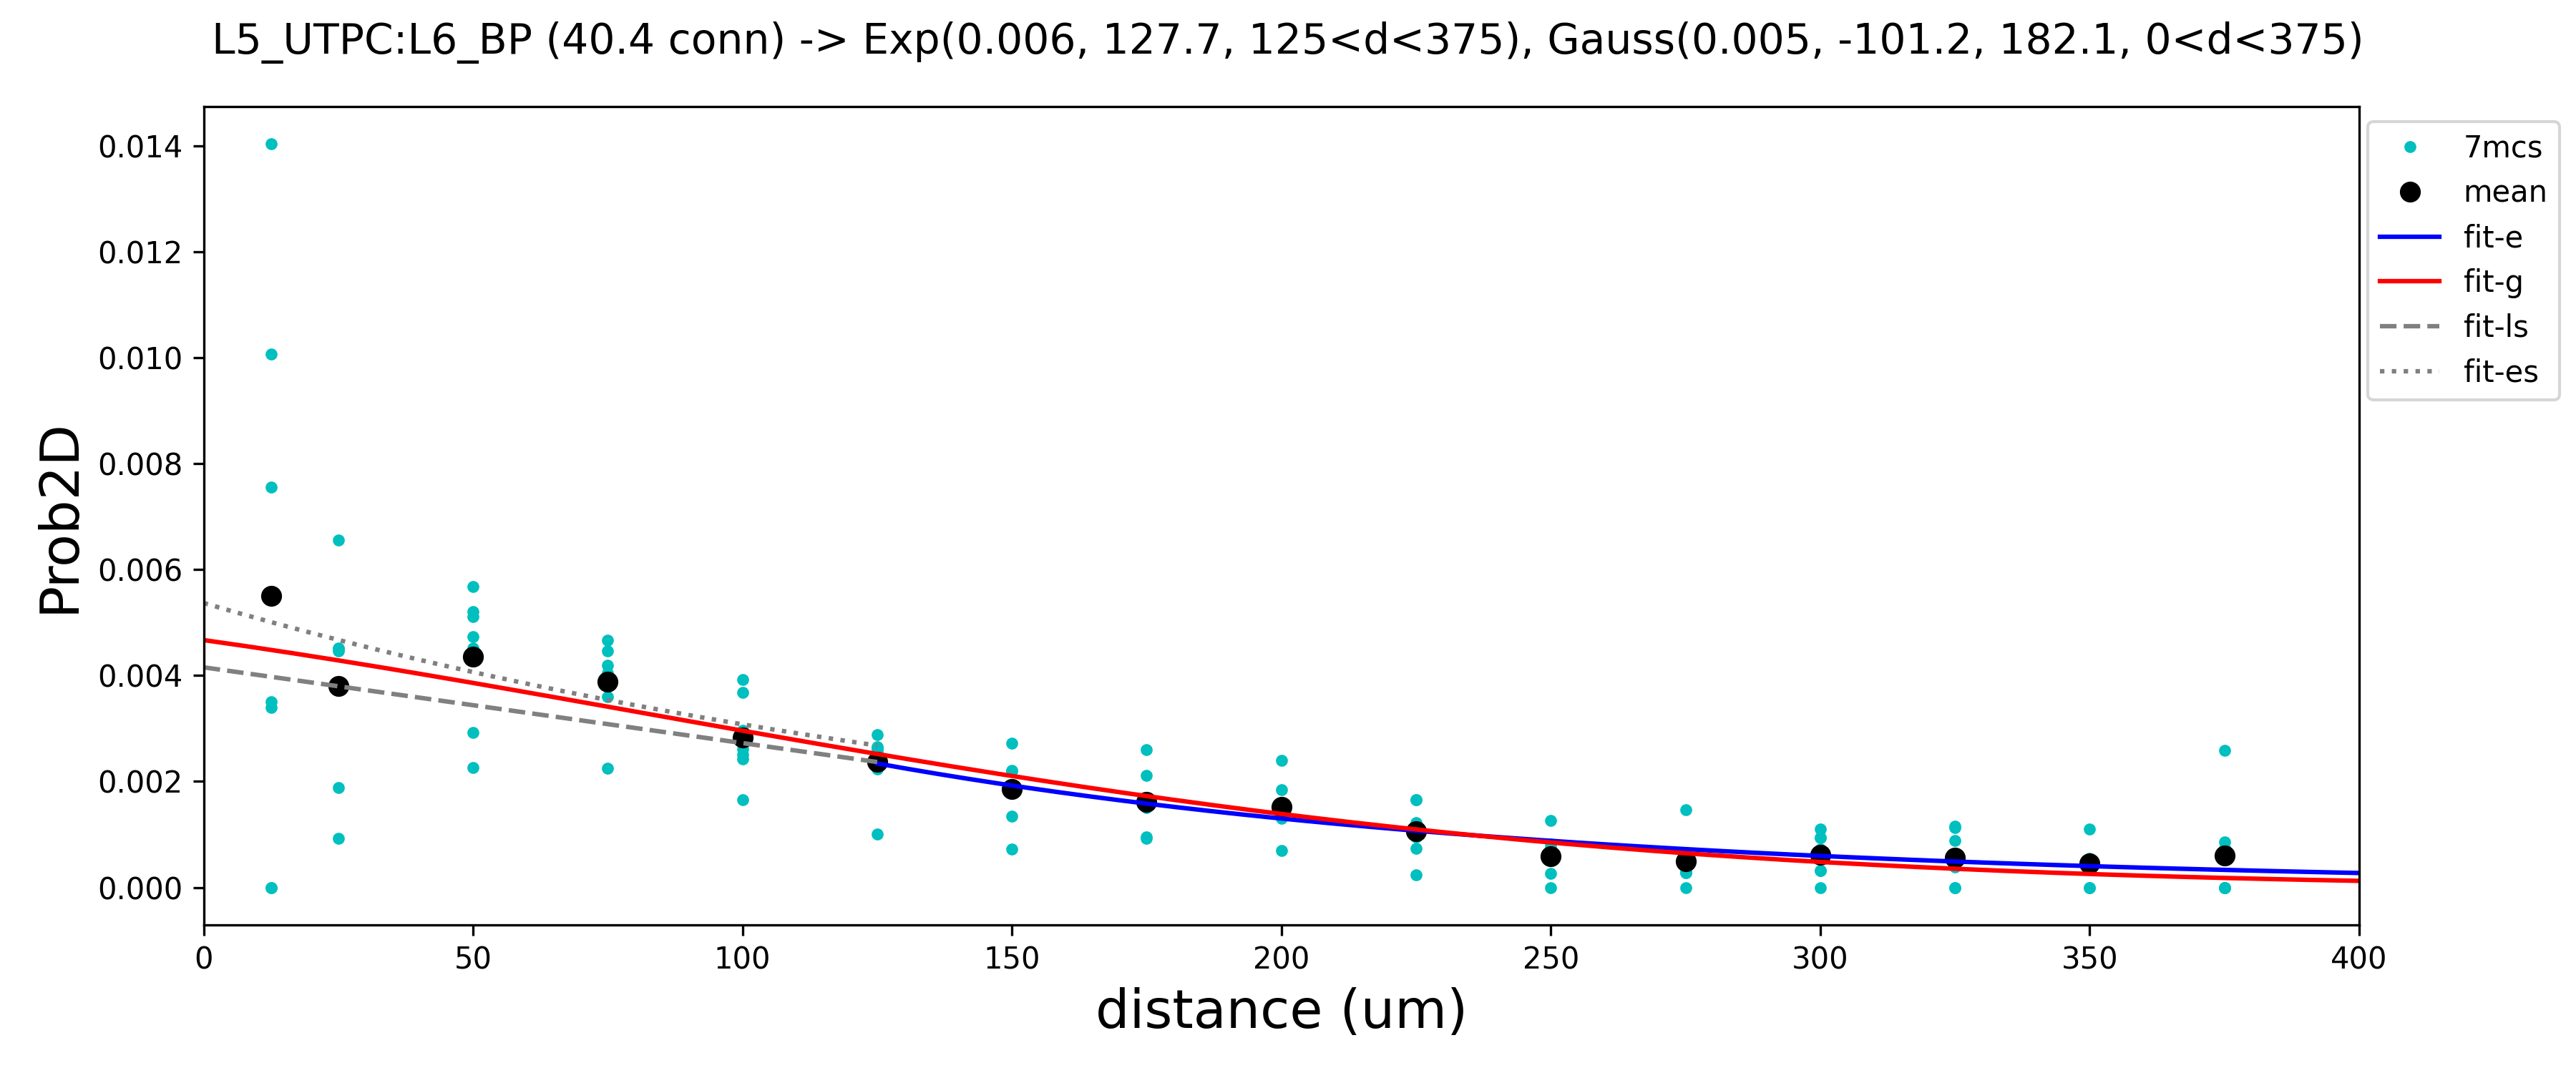 L5_UTPC:L6_BP (40.4 conn) -> Exp(0.006, 127.7, 125<d<375), Gauss(0.005, -101.2, 182.1, 0<d<375)
0.014
0.012
0.010
0.008
0.006
0.004
0.002
0.000
Prob2D
0 50 100 150 200 250 300 350 400
distance (um)
7mcs
mean
fit-e
fit-g
fit-ls
fit-es